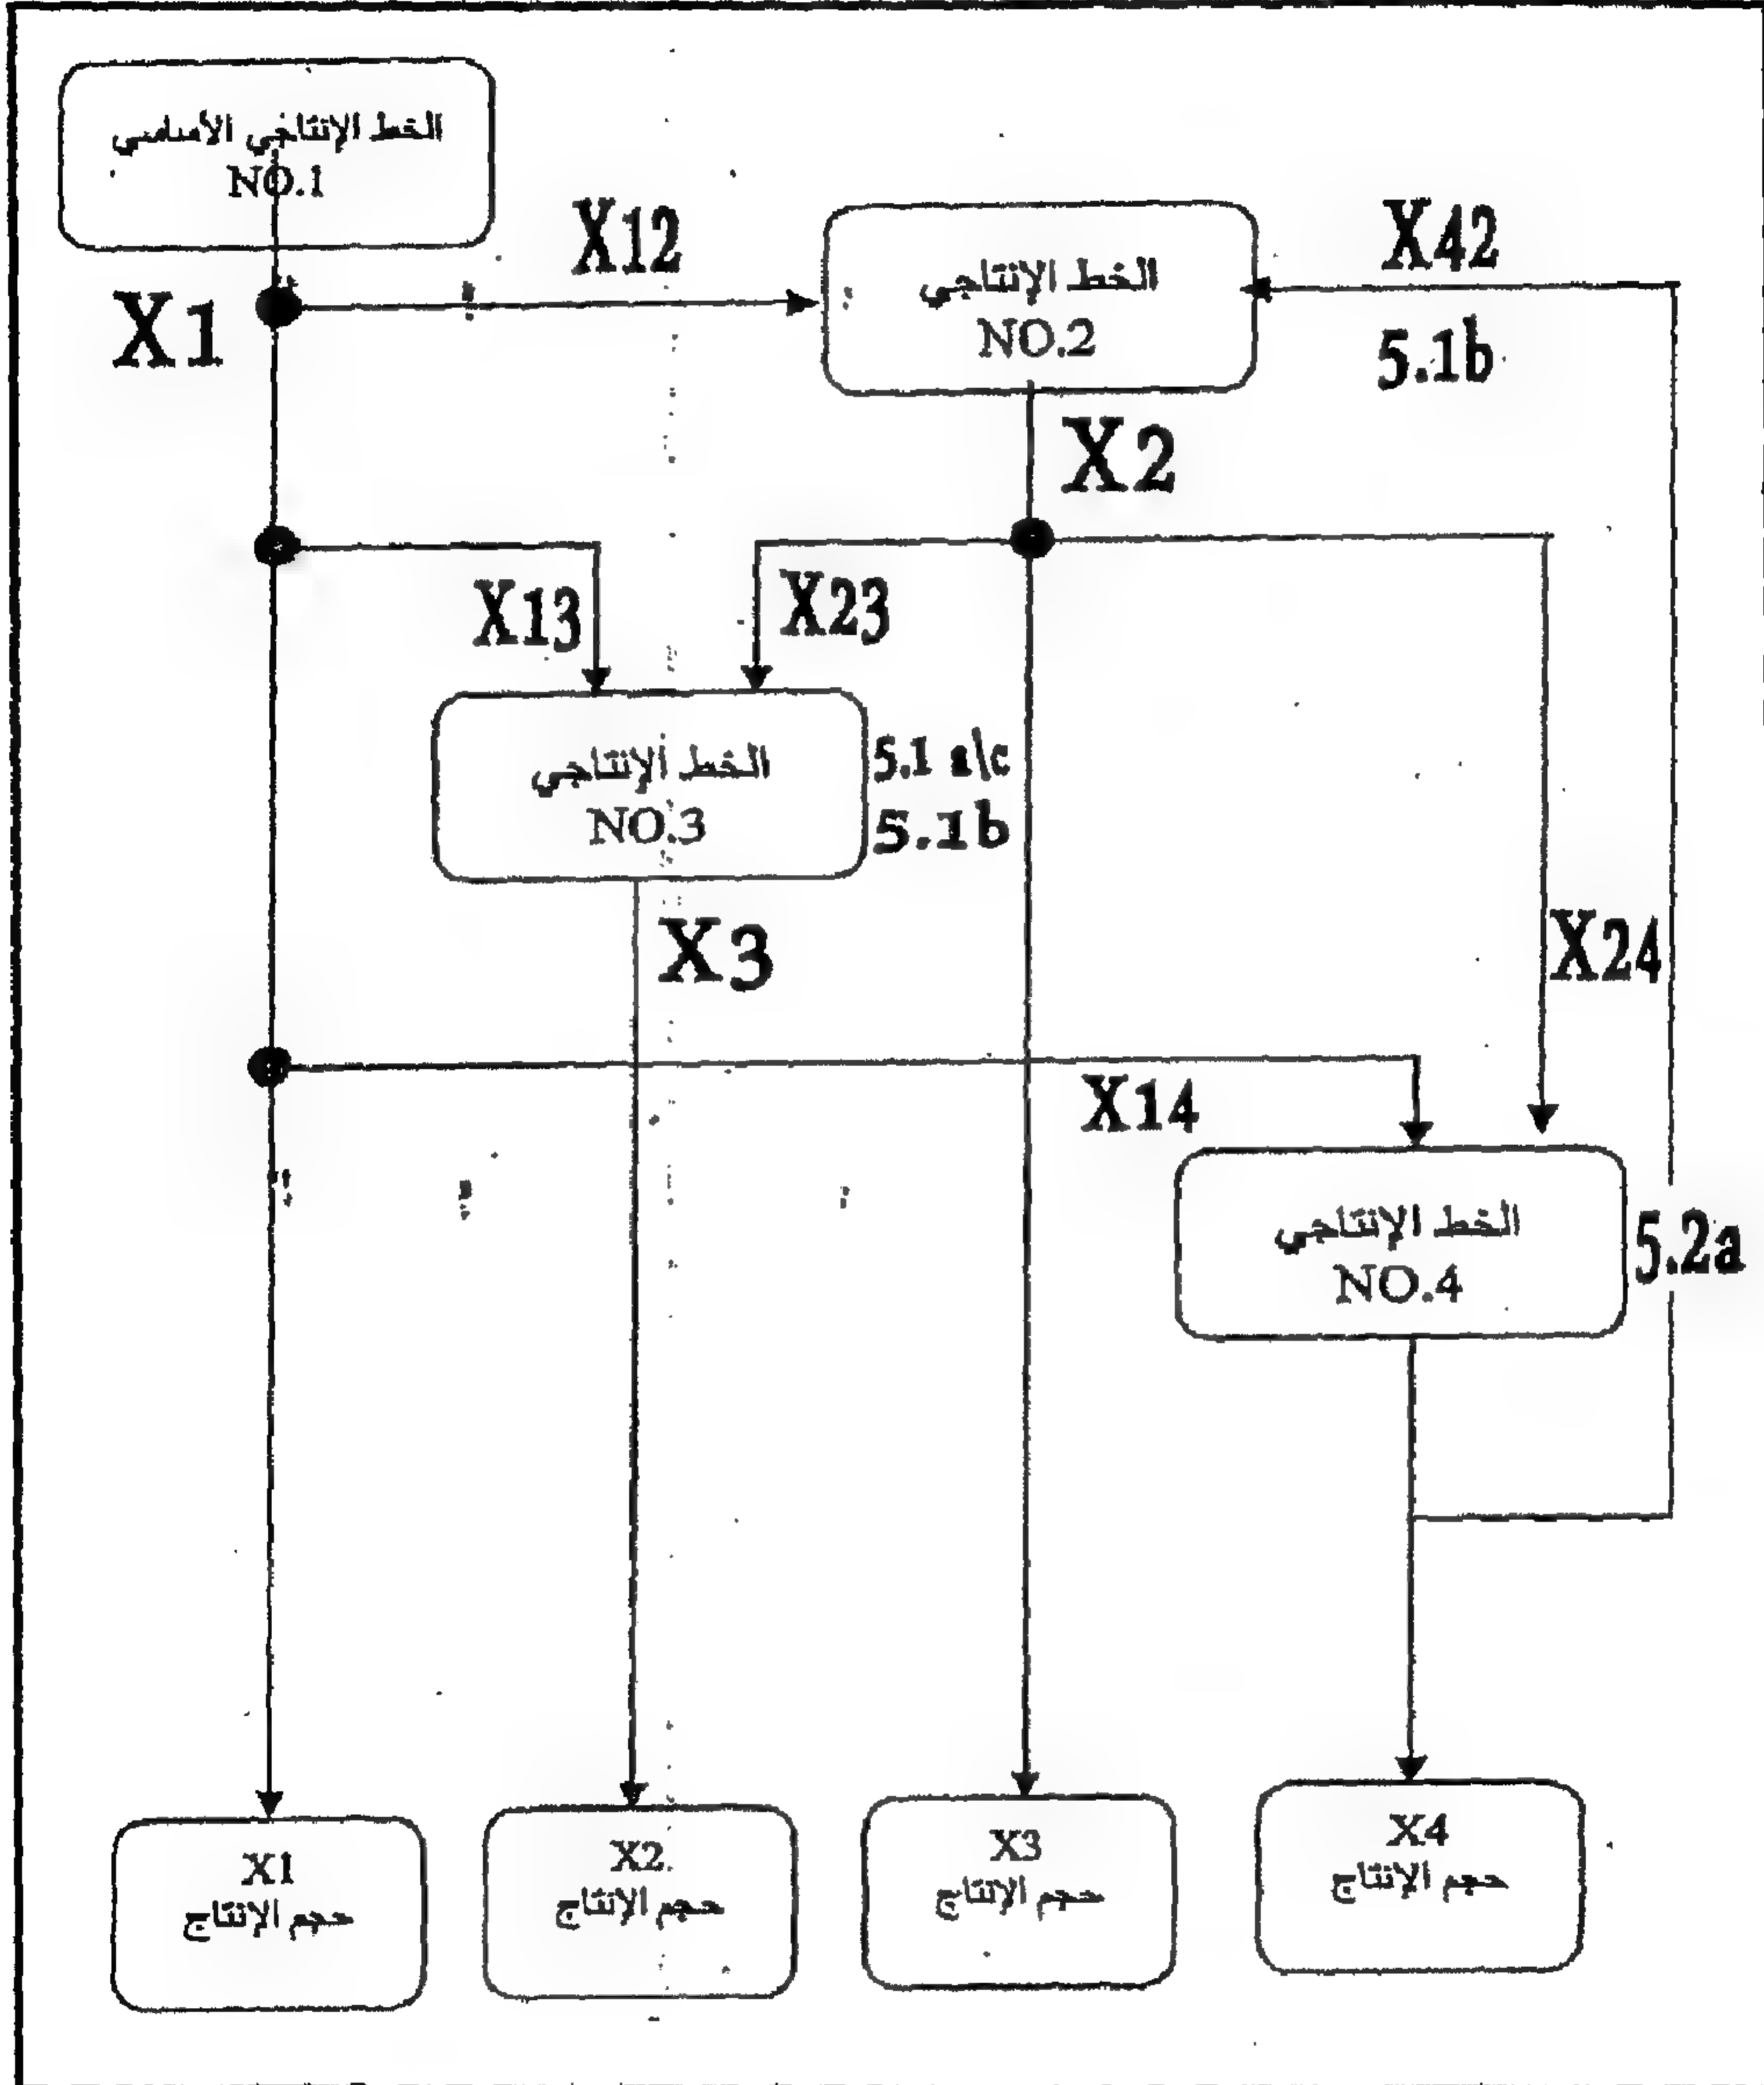 الخط الإنتاجي الأساسي
NO.1
X12
X42
X1
الخط الإنتاجي
NO.2
5.1b
X2
X13
X23
الخط الإنتاجي
NO.3
5.1 a\c
5.1b
X3
X24
X14
الخط الإنتاجي
NO.4
5.2a
X1
حجم الإنتاج
X2
حجم الإنتاج
X3
حجم الإنتاج
X4
حجم الإنتاج